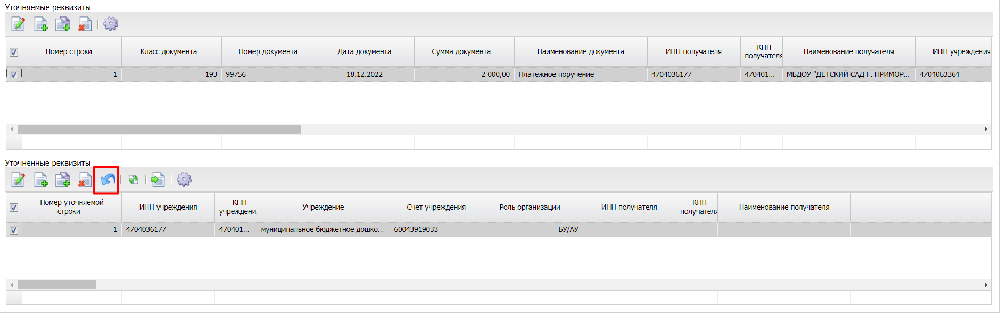 Уточняемые реквизиты
Номер строки Класс документа Номер документа Дата документа Сумма документа Наименование документа ИНН получателя КПП получателя Наименование получателя ИНН учреждения
1 193 99756 18.12.2022 2 000,00 Платежное поручение 4704036177 470401... МБДОУ "ДЕТСКИЙ САД Г. ПРИМОР... 4704063364
Уточненные реквизиты
Номер уточняемой строки ИНН учреждения КПП учреждени Учреждение Счет учреждения Роль организации ИНН получателя КПП получателя Наименование получателя
1 4704036177 470401... муниципальное бюджетное дошко... 60043919033 БУ/АУ